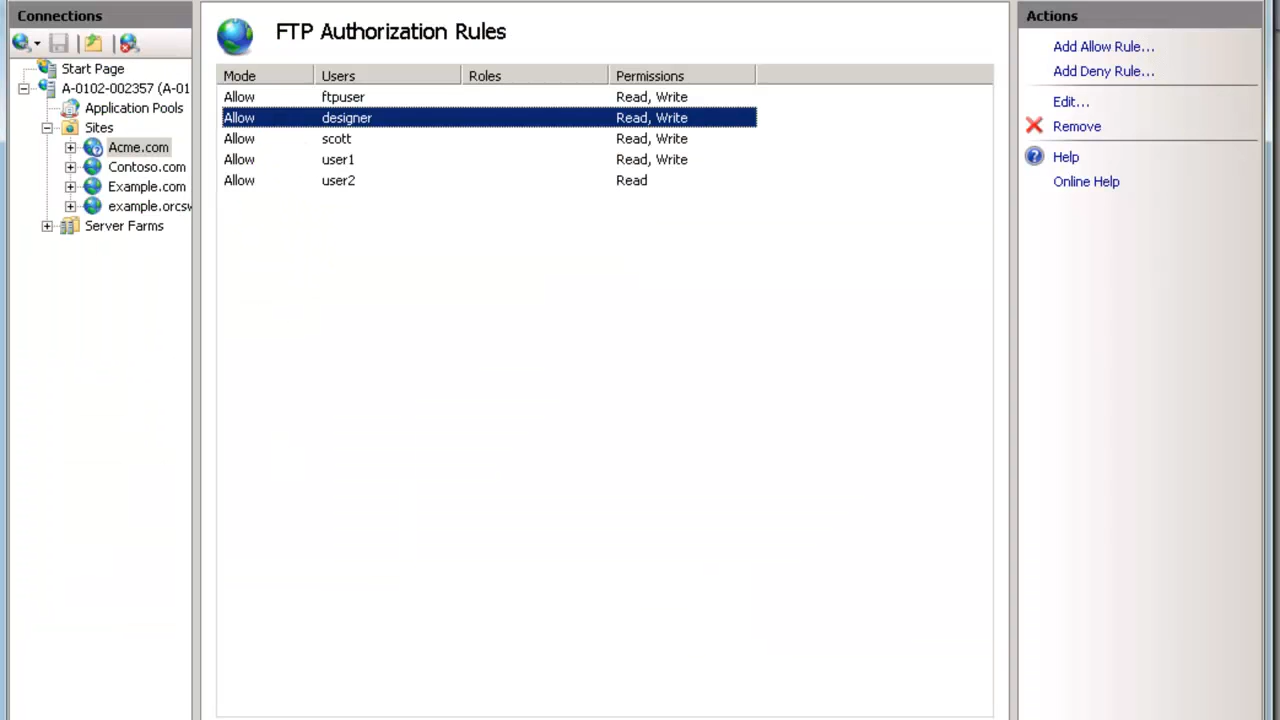 Connections
Start Page
A-0102-002357 (A-01
Application Pools
Sites
Acme.com
Contoso.com
Example.com
example.orcsw
Server Farms
FTP Authorization Rules
Mode Users Roles Permissions
Allow ftpuser Read, Write
Allow designer Read, Write
Allow scott Read, Write
Allow user1 Read, Write
Allow user2 Read
Actions
Add Allow Rule...
Add Deny Rule...
Edit...
Remove
Help
Online Help